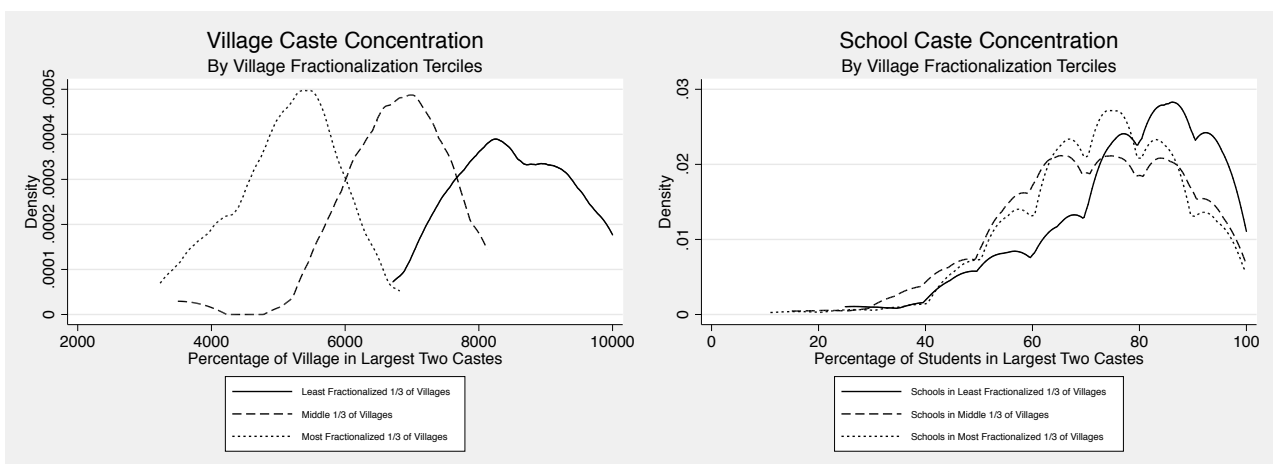 Village Caste Concentration
By Village Fractionalization Terciles
Density
0 .0001 .0002 .0003 .0004 .0005
2000 4000 6000 8000 10000
Percentage of Village in Largest Two Castes
Least Fractionalized 1/3 of Villages
Middle 1/3 of Villages
Most Fractionalized 1/3 of Villages
School Caste Concentration
By Village Fractionalization Terciles
Density
0 .01 .02 .03
0 20 40 60 80 100
Percentage of Students in Largest Two Castes
Schools in Least Fractionalized 1/3 of Villages
Schools in Middle 1/3 of Villages
Schools in Most Fractionalized 1/3 of Villages